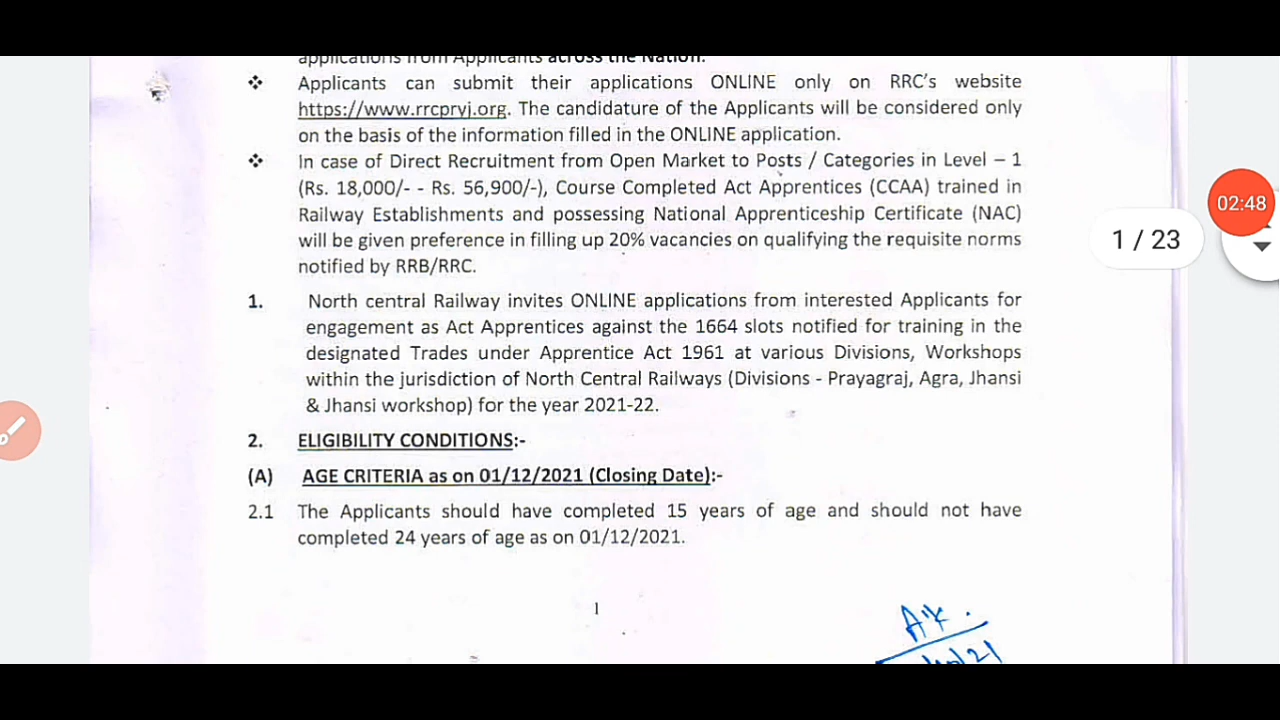 applications from Applicants across the Nation.
❖ Applicants can submit their applications ONLINE only on RRC's website
https://www.rrcpryj.org. The candidature of the Applicants will be considered only
on the basis of the information filled in the ONLINE application.
❖ In case of Direct Recruitment from Open Market to Posts / Categories in Level – 1
(Rs. 18,000/- - Rs. 56,900/-), Course Completed Act Apprentices (CCAA) trained in
Railway Establishments and possessing National Apprenticeship Certificate (NAC)
will be given preference in filling up 20% vacancies on qualifying the requisite norms
notified by RRB/RRC.
02:48
1 / 23
1. North central Railway invites ONLINE applications from interested Applicants for
engagement as Act Apprentices against the 1664 slots notified for training in the
designated Trades under Apprentice Act 1961 at various Divisions, Workshops
within the jurisdiction of North Central Railways (Divisions - Prayagraj, Agra, Jhansi
& Jhansi workshop) for the year 2021-22.
2. ELIGIBILITY CONDITIONS:-
(A) AGE CRITERIA as on 01/12/2021 (Closing Date):-
2.1 The Applicants should have completed 15 years of age and should not have
completed 24 years of age as on 01/12/2021.
1